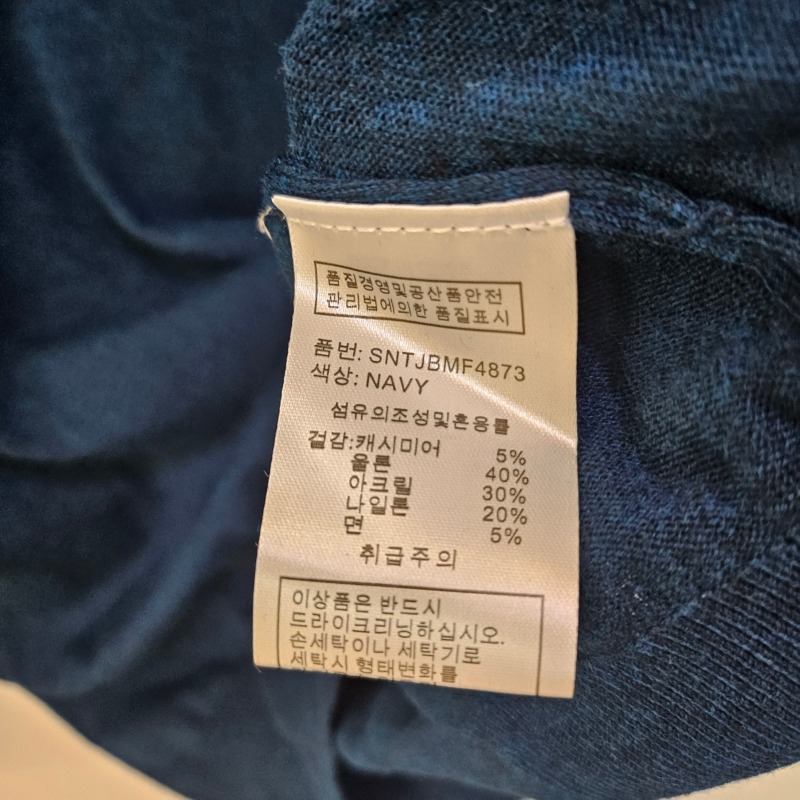 품질경영및공산품안전
관리법에의한 품질표시
품번: SNTJBMF4873
색상: NAVY
섬유의조성및혼용률
겉감:캐시미어 5%
울론 40%
아크릴 30%
나일론 20%
면 5%
취급주의
이상품은 반드시
드라이크리닝하십시오.
손세탁이나 세탁기로
세탁시 형태변화를